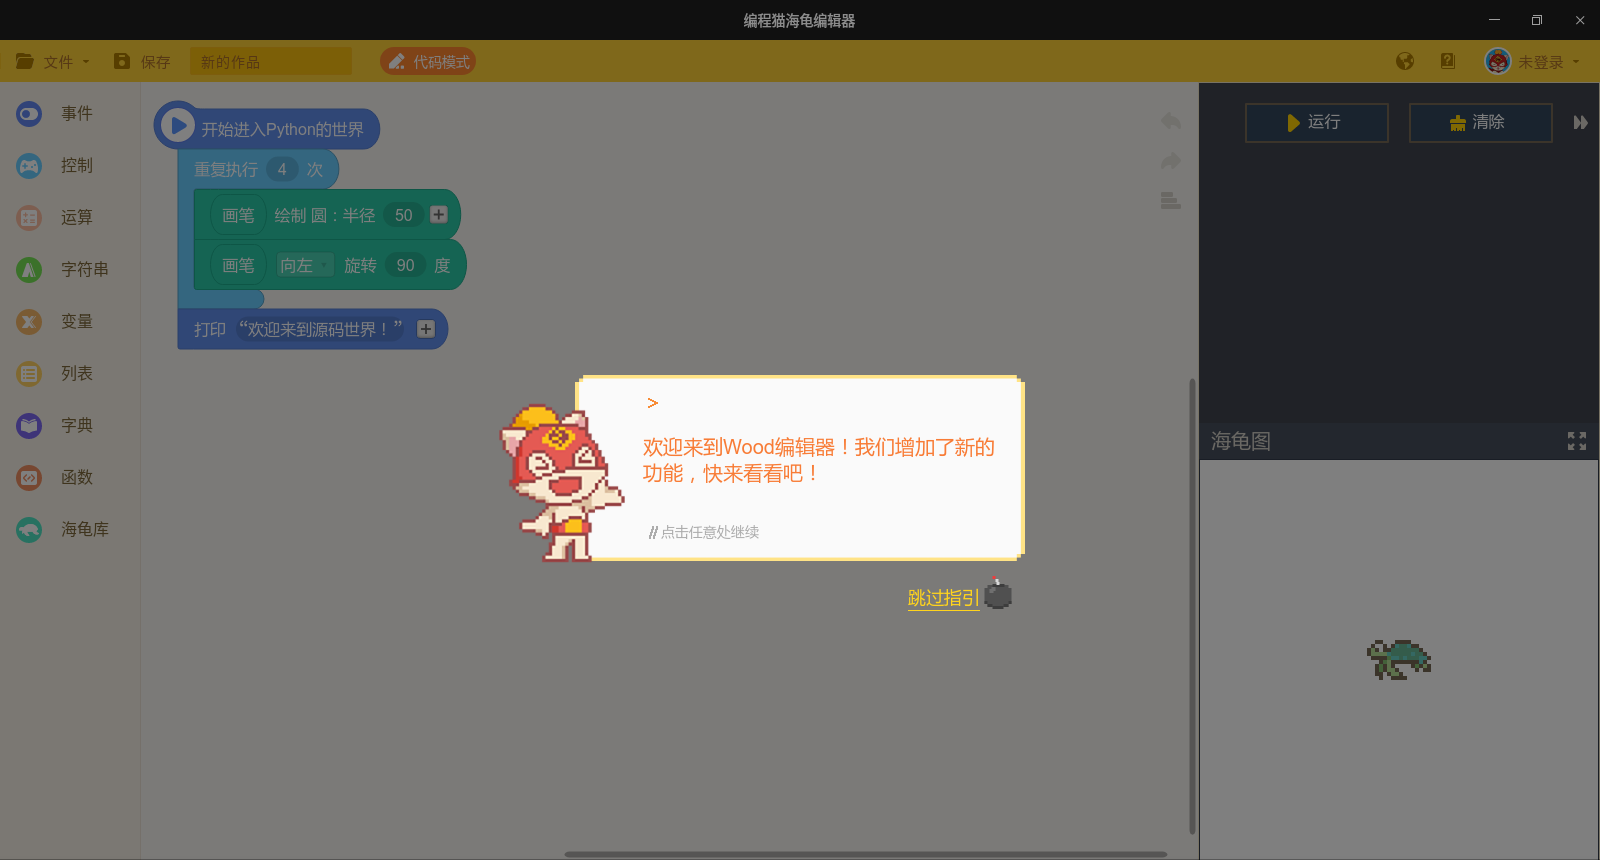 编程猫海龟编辑器
文件 保存 新的作品 代码模式 未登录
事件
控制
运算
字符串
变量
列表
字典
函数
海龟库
开始进入Python的世界
重复执行 4 次
画笔 绘制 圆：半径 50
画笔 向左 旋转 90 度
打印 “欢迎来到源码世界！”
运行 清除
海龟图
>
欢迎来到Wood编辑器！我们增加了新的
功能，快来看看吧！
// 点击任意处继续
跳过指引